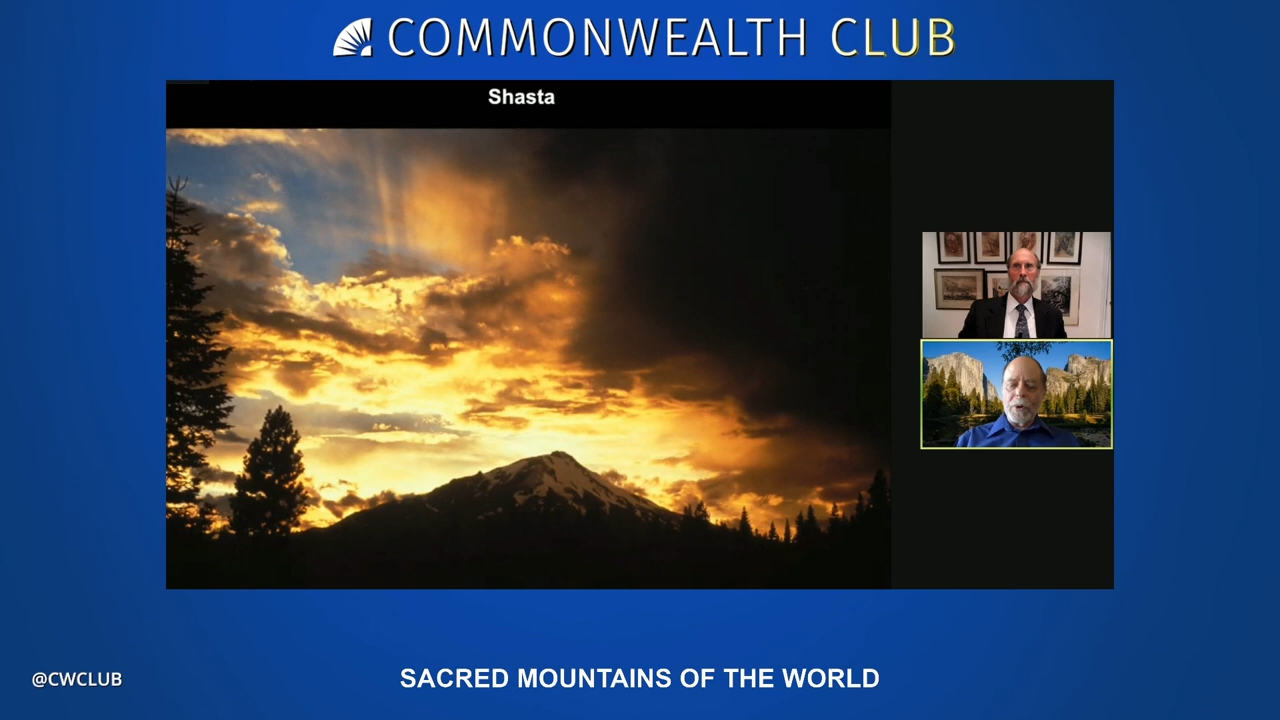 COMMONWEALTH CLUB
Shasta
@CWCLUB
SACRED MOUNTAINS OF THE WORLD